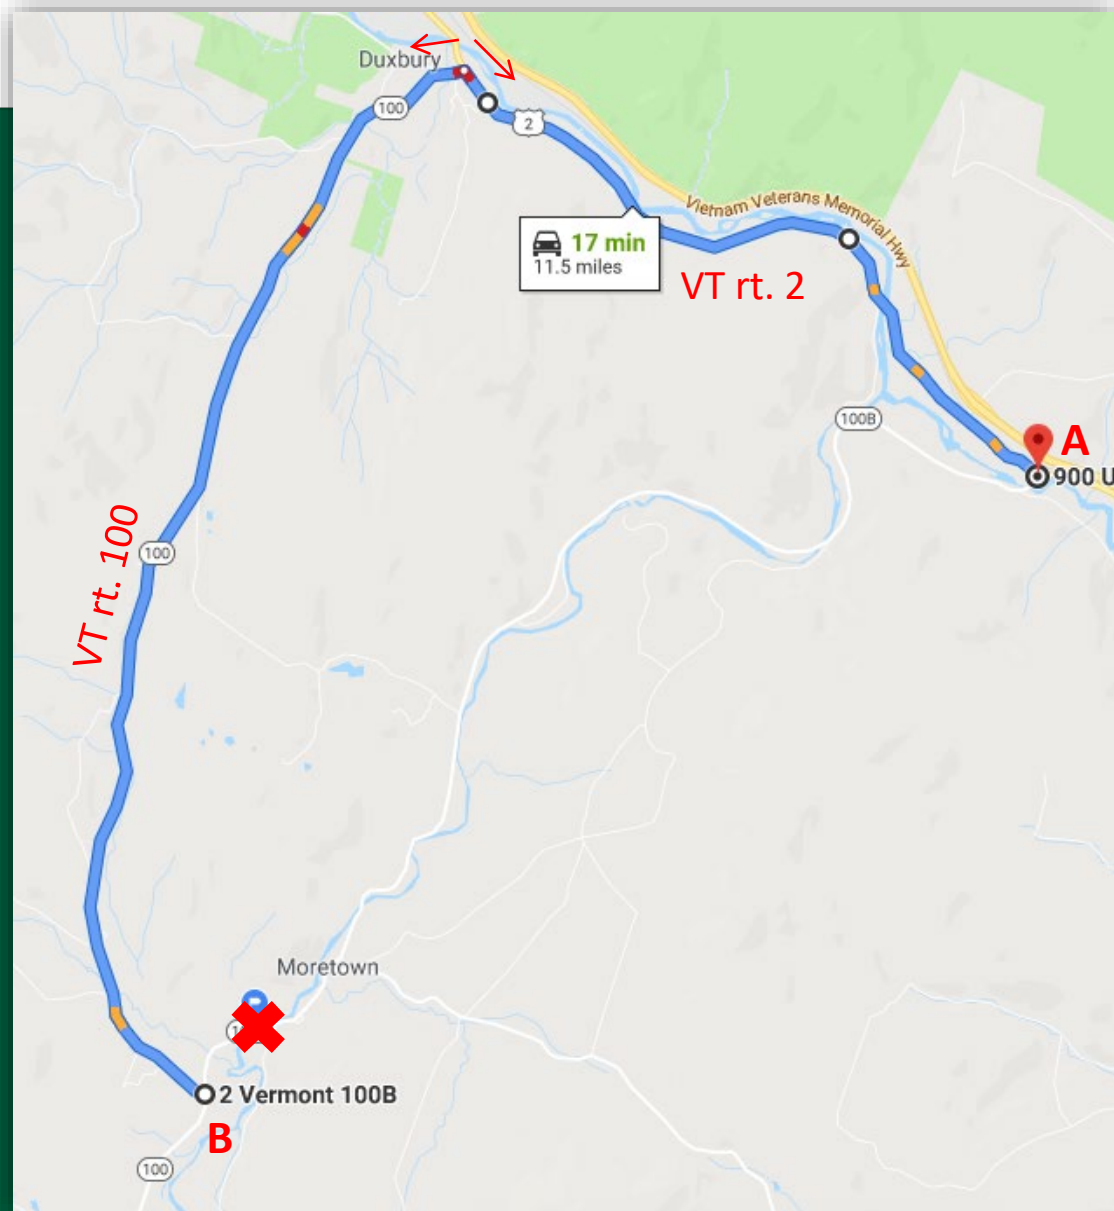 Duxbury
100
2
Vietnam Veterans Memorial Hwy
17 min
11.5 miles
VT rt. 2
100B
A
900 U
VT rt. 100
100
Moretown
2 Vermont 100B
B
100